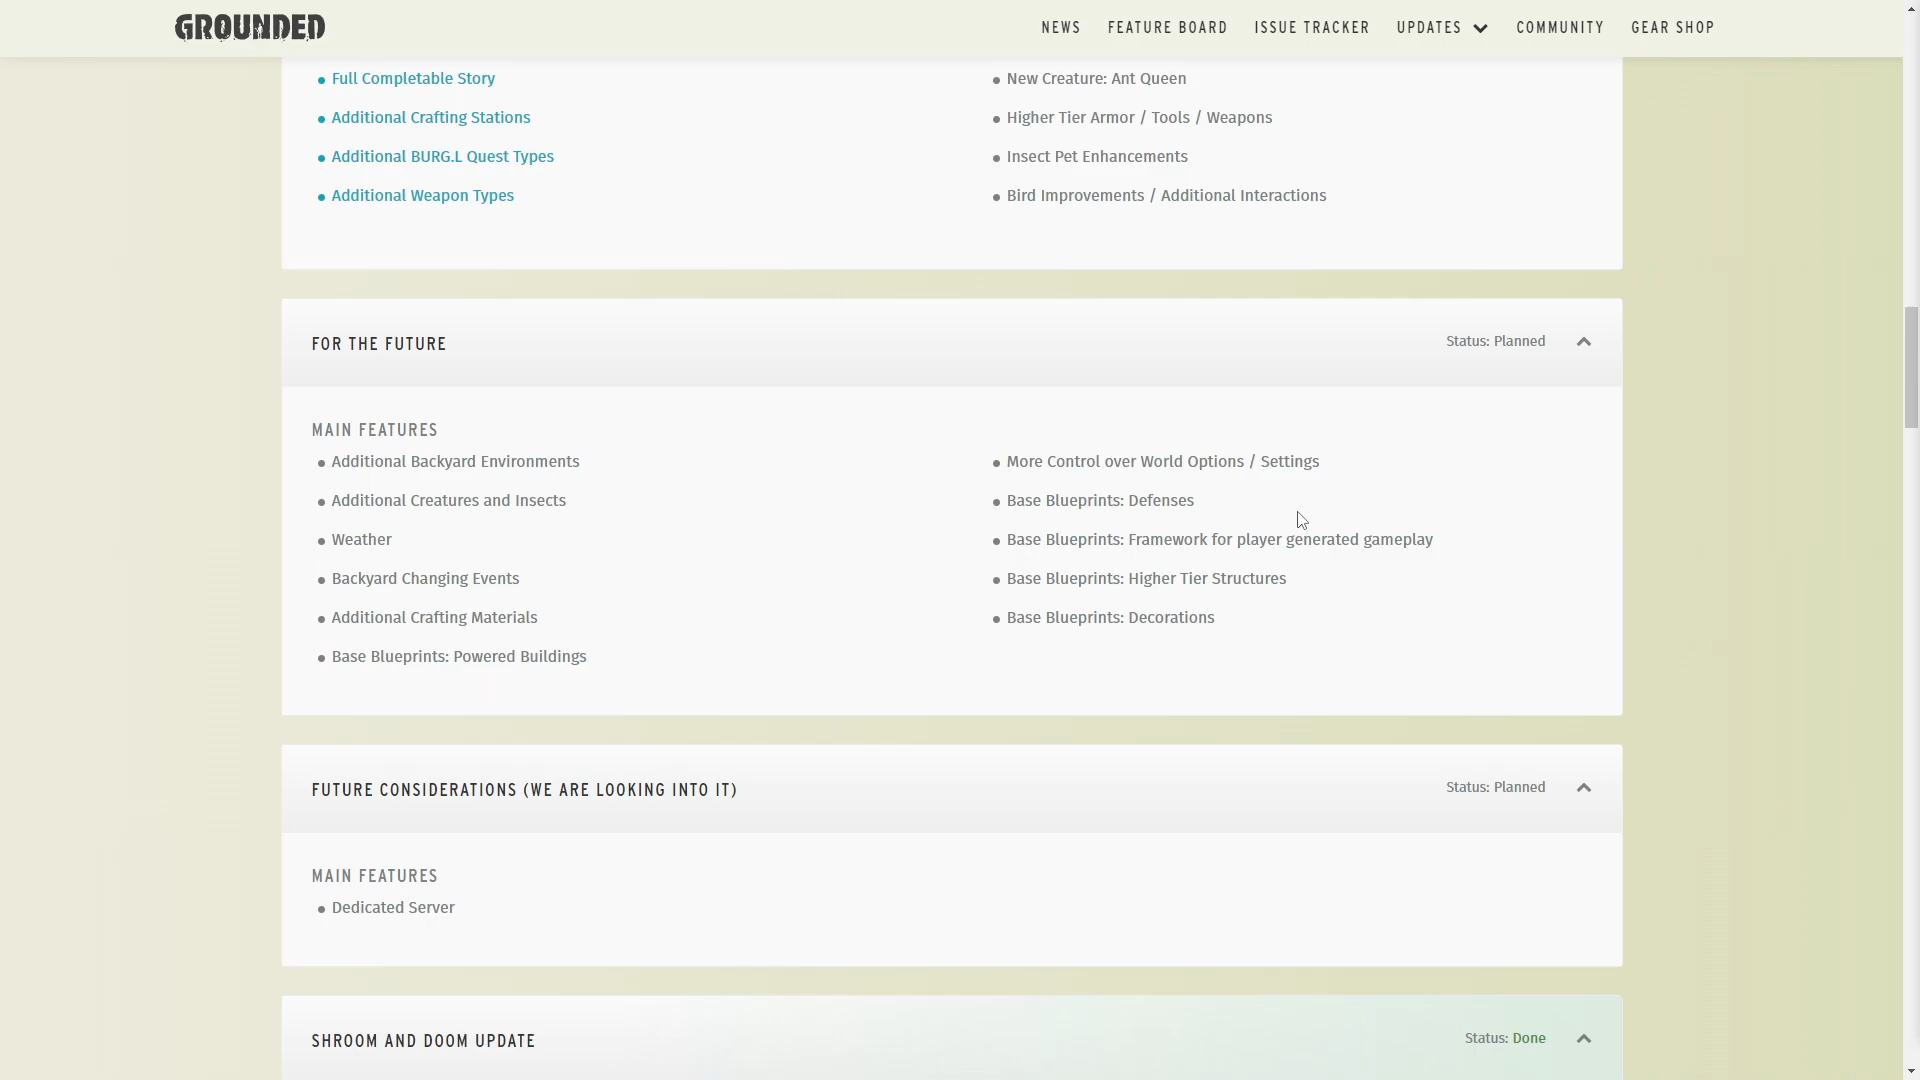 GROUNDED
NEWS FEATURE BOARD ISSUE TRACKER UPDATES COMMUNITY GEAR SHOP
Full Completable Story
Additional Crafting Stations
Additional BURG.L Quest Types
Additional Weapon Types
New Creature: Ant Queen
Higher Tier Armor / Tools / Weapons
Insect Pet Enhancements
Bird Improvements / Additional Interactions
FOR THE FUTURE
Status: Planned
MAIN FEATURES
Additional Backyard Environments
Additional Creatures and Insects
Weather
Backyard Changing Events
Additional Crafting Materials
Base Blueprints: Powered Buildings
More Control over World Options / Settings
Base Blueprints: Defenses
Base Blueprints: Framework for player generated gameplay
Base Blueprints: Higher Tier Structures
Base Blueprints: Decorations
FUTURE CONSIDERATIONS (WE ARE LOOKING INTO IT)
Status: Planned
MAIN FEATURES
Dedicated Server
SHROOM AND DOOM UPDATE
Status: Done